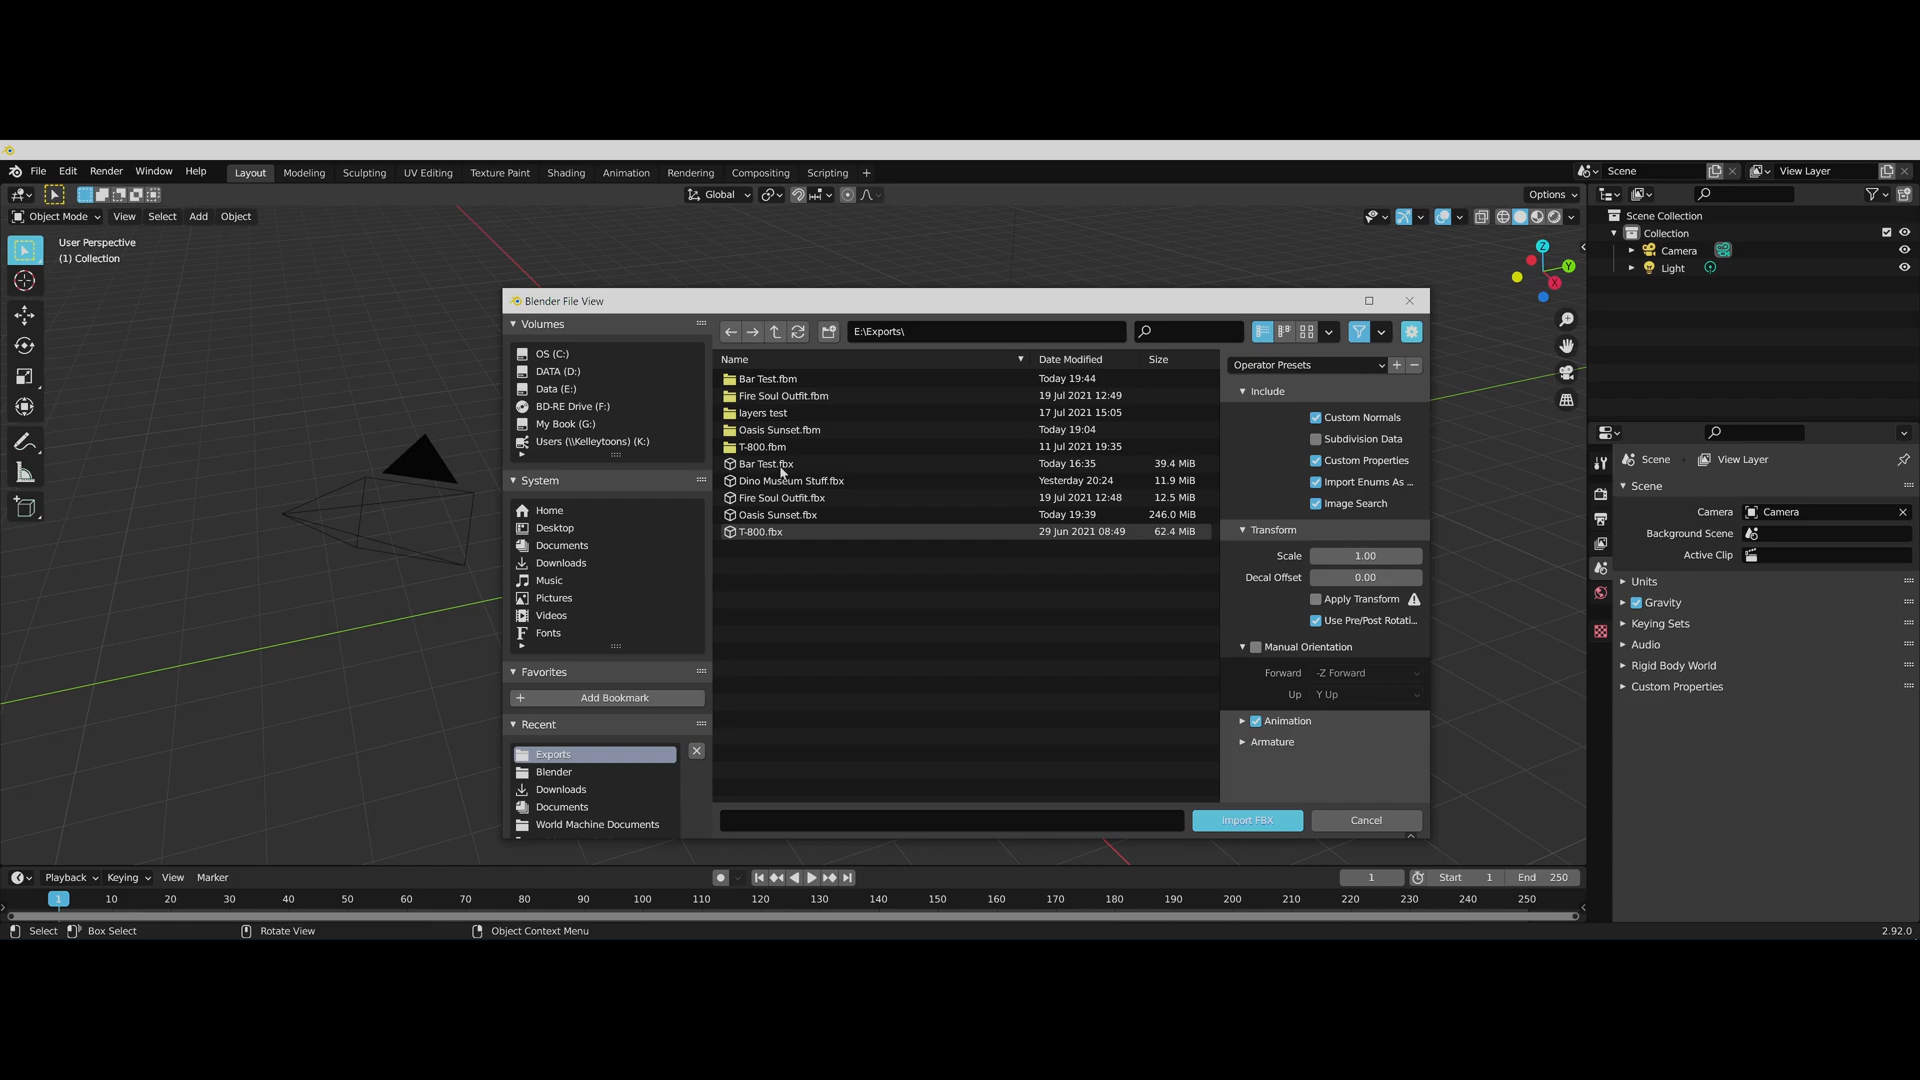 File Edit Render Window Help Layout Modeling Sculpting UV Editing Texture Paint Shading Animation Rendering Compositing Scripting + Scene View Layer
Global Options
Object Mode View Select Add Object
User Perspective
(1) Collection
Z
Y
X
Scene Collection
Collection
Camera
Light
Blender File View
Volumes
OS (C:)
DATA (D:)
Data (E:)
BD-RE Drive (F:)
My Book (G:)
Users (\\Kelleytoons) (K:)
System
Home
Desktop
Documents
Downloads
Music
Pictures
Videos
Fonts
Favorites
Add Bookmark
Recent
Exports
Blender
Downloads
Documents
World Machine Documents
E:\Exports\
Name Date Modified Size
Bar Test.fbm Today 19:44
Fire Soul Outfit.fbm 19 Jul 2021 12:49
layers test 17 Jul 2021 15:05
Oasis Sunset.fbm Today 19:04
T-800.fbm 11 Jul 2021 19:35
Bar Test.fbx Today 16:35 39.4 MiB
Dino Museum Stuff.fbx Yesterday 20:24 11.9 MiB
Fire Soul Outfit.fbx 19 Jul 2021 12:48 12.5 MiB
Oasis Sunset.fbx Today 19:39 246.0 MiB
T-800.fbx 29 Jun 2021 08:49 62.4 MiB
Operator Presets
Include
Custom Normals
Subdivision Data
Custom Properties
Import Enums As ...
Image Search
Transform
Scale 1.00
Decal Offset 0.00
Apply Transform
Use Pre/Post Rotati...
Manual Orientation
Forward -Z Forward
Up Y Up
Animation
Armature
Import FBX Cancel
Scene View Layer
Scene
Camera Camera
Background Scene
Active Clip
Units
Gravity
Keying Sets
Audio
Rigid Body World
Custom Properties
Playback Keying View Marker 1 Start 1 End 250
1 10 20 30 40 50 60 70 80 90 100 110 120 130 140 150 160 170 180 190 200 210 220 230 240 250
Select Box Select Rotate View Object Context Menu 2.92.0